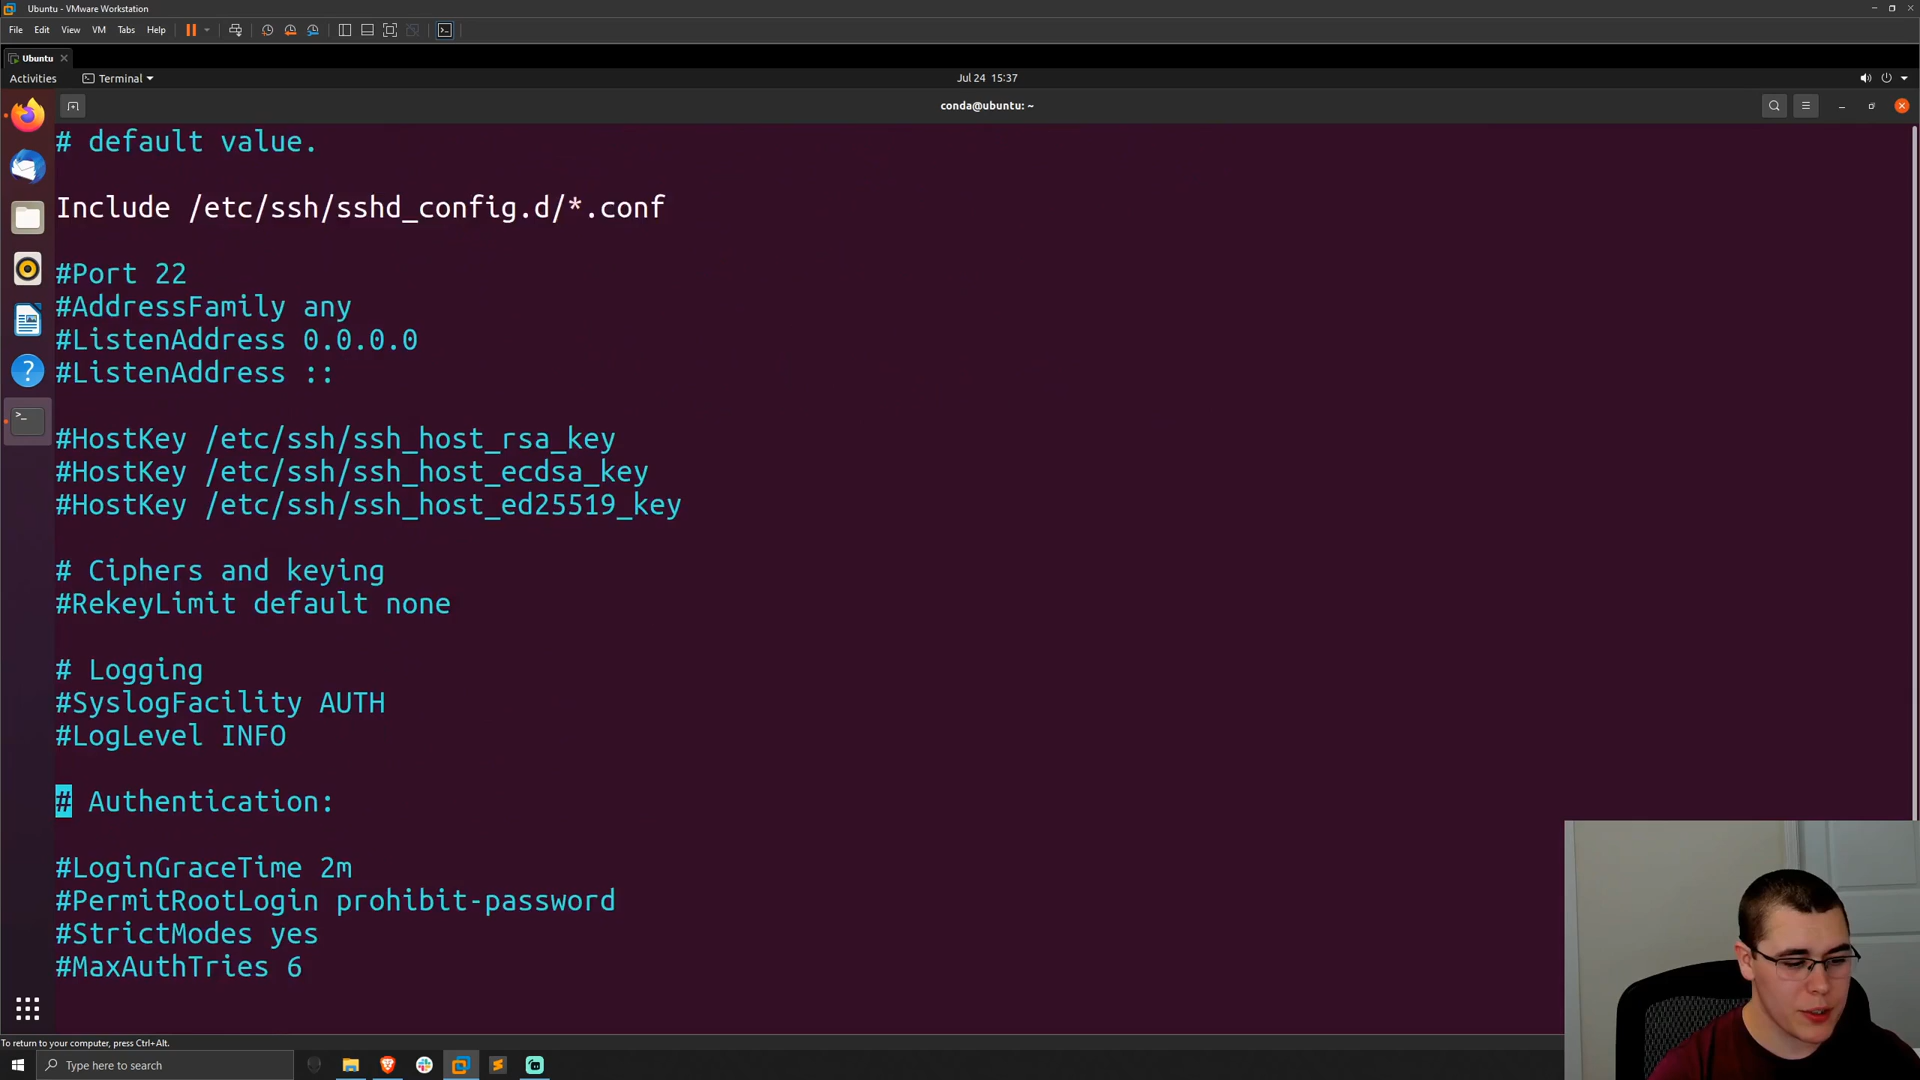 Ubuntu - VMware Workstation
File Edit View VM Tabs Help
Ubuntu
Activities Terminal Jul 24 15:37
conda@ubuntu: ~
# default value.
Include /etc/ssh/sshd_config.d/*.conf
#Port 22
#AddressFamily any
#ListenAddress 0.0.0.0
#ListenAddress ::
#HostKey /etc/ssh/ssh_host_rsa_key
#HostKey /etc/ssh/ssh_host_ecdsa_key
#HostKey /etc/ssh/ssh_host_ed25519_key
# Ciphers and keying
#RekeyLimit default none
# Logging
#SyslogFacility AUTH
#LogLevel INFO
# Authentication:
#LoginGraceTime 2m
#PermitRootLogin prohibit-password
#StrictModes yes
#MaxAuthTries 6
To return to your computer, press Ctrl+Alt.
Type here to search